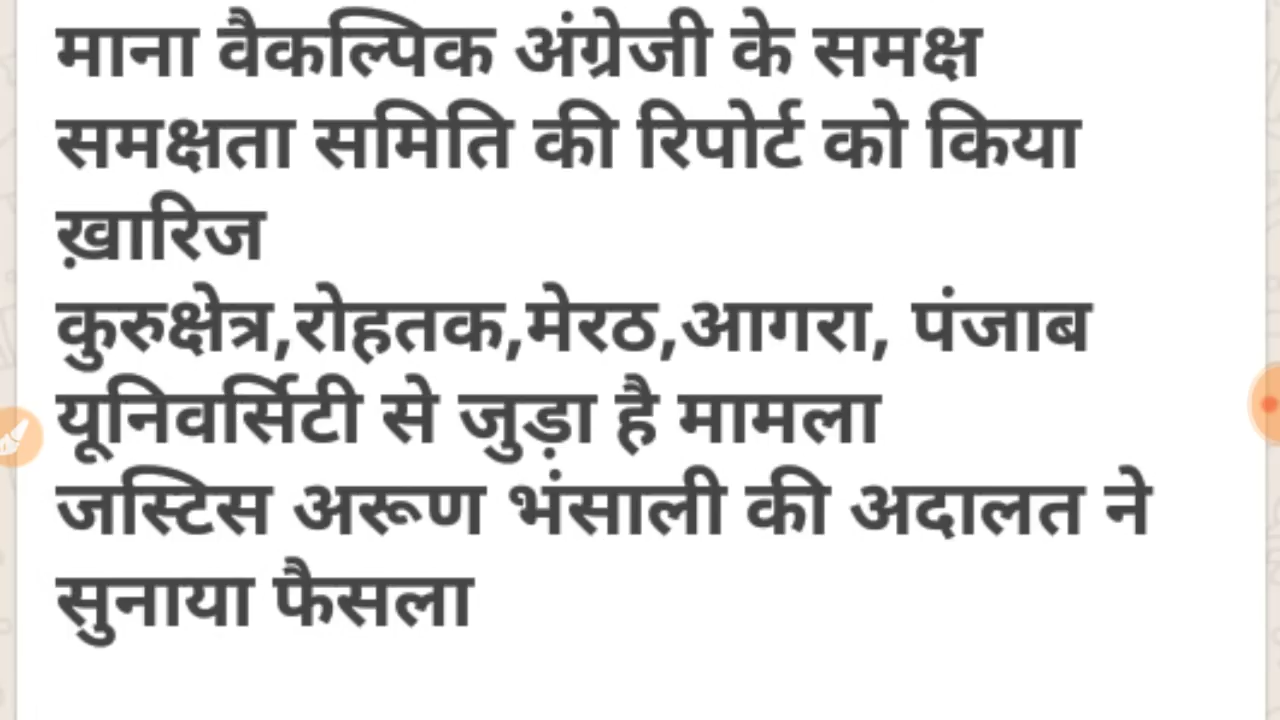 माना वैकल्पिक अंग्रेजी के समक्ष
समक्षता समिति की रिपोर्ट को किया
ख़ारिज
कुरुक्षेत्र,रोहतक,मेरठ,आगरा, पंजाब
यूनिवर्सिटी से जुड़ा है मामला
जस्टिस अरूण भंसाली की अदालत ने
सुनाया फैसला